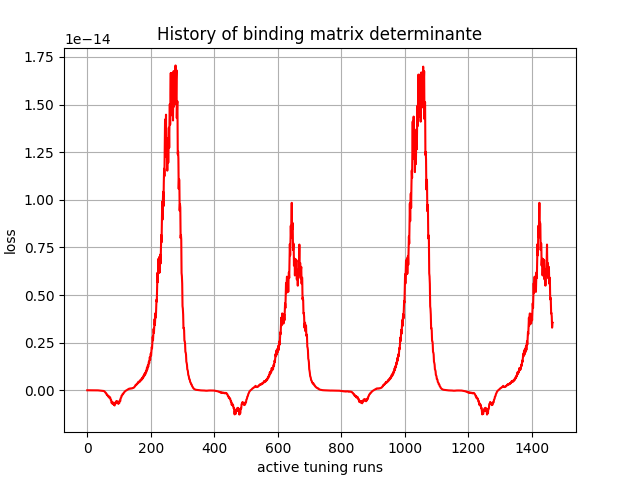 History of binding matrix determinante
1e−14
1.75
1.50
1.25
1.00
0.75
0.50
0.25
0.00
loss
0 200 400 600 800 1000 1200 1400
active tuning runs